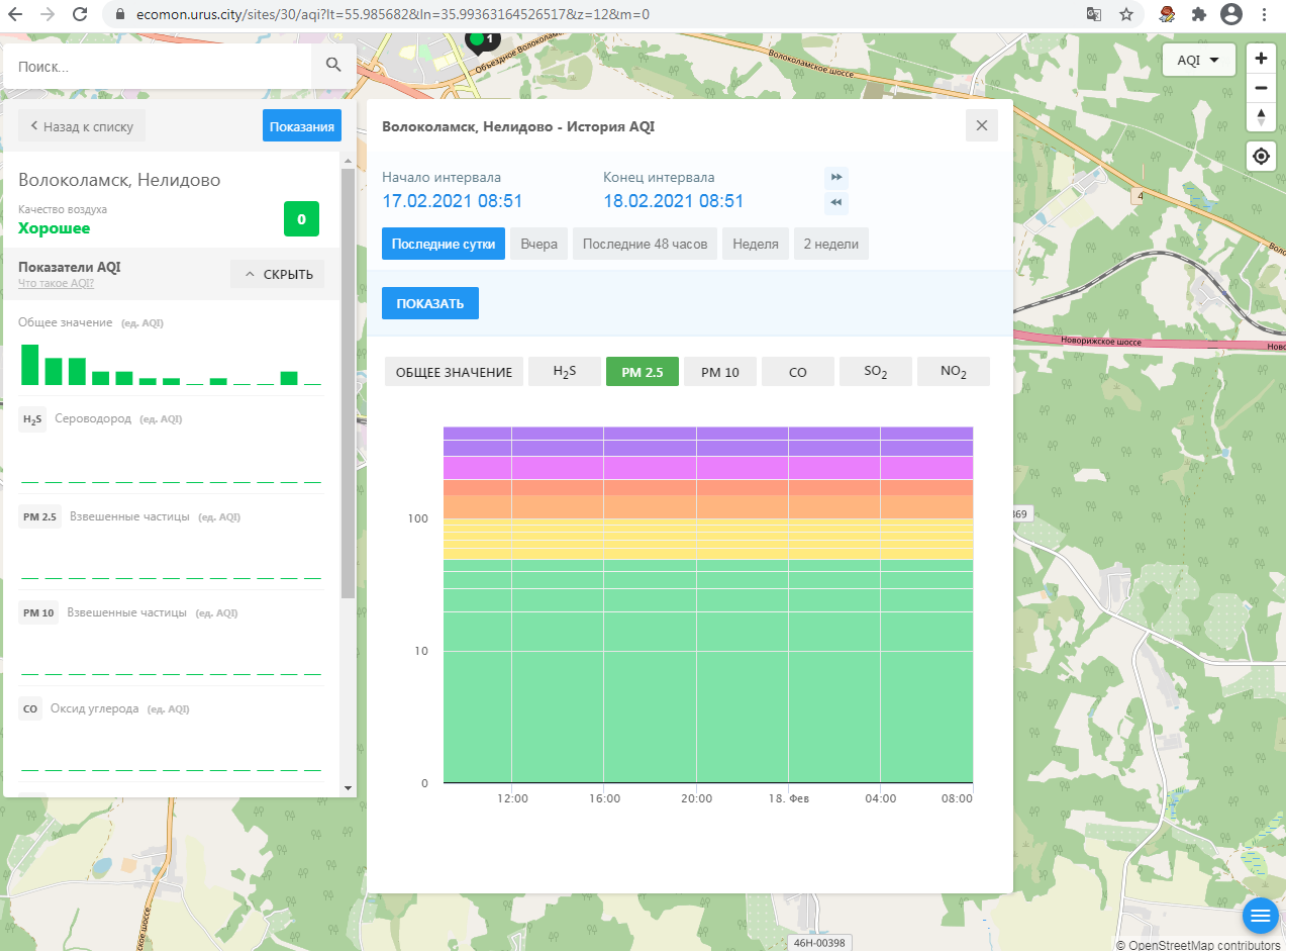 ecomon.urus.city/sites/30/aqi?lt=55.985682&ln=35.99363164526517&z=12&m=0
1
Объездное Волоколам
Волоколамское шоссе
Поиск...
AQI
Назад к списку
Показания
Волоколамск, Нелидово
Качество воздуха
Хорошее
0
Показатели AQI
Что такое AQI?
СКРЫТЬ
Общее значение (ед. AQI)
H2S Сероводород (ед. AQI)
PM 2.5 Взвешенные частицы (ед. AQI)
PM 10 Взвешенные частицы (ед. AQI)
CO Оксид углерода (ед. AQI)
Волоколамск, Нелидово - История AQI
Начало интервала
Конец интервала
17.02.2021 08:51
18.02.2021 08:51
Последние сутки
Вчера
Последние 48 часов
Неделя
2 недели
ПОКАЗАТЬ
ОБЩЕЕ ЗНАЧЕНИЕ
H2S
PM 2.5
PM 10
CO
SO2
NO2
100
10
0
12:00
16:00
20:00
18. Фев
04:00
08:00
4
Новорижское шоссе
469
46Н-00398
© OpenStreetMap contributors